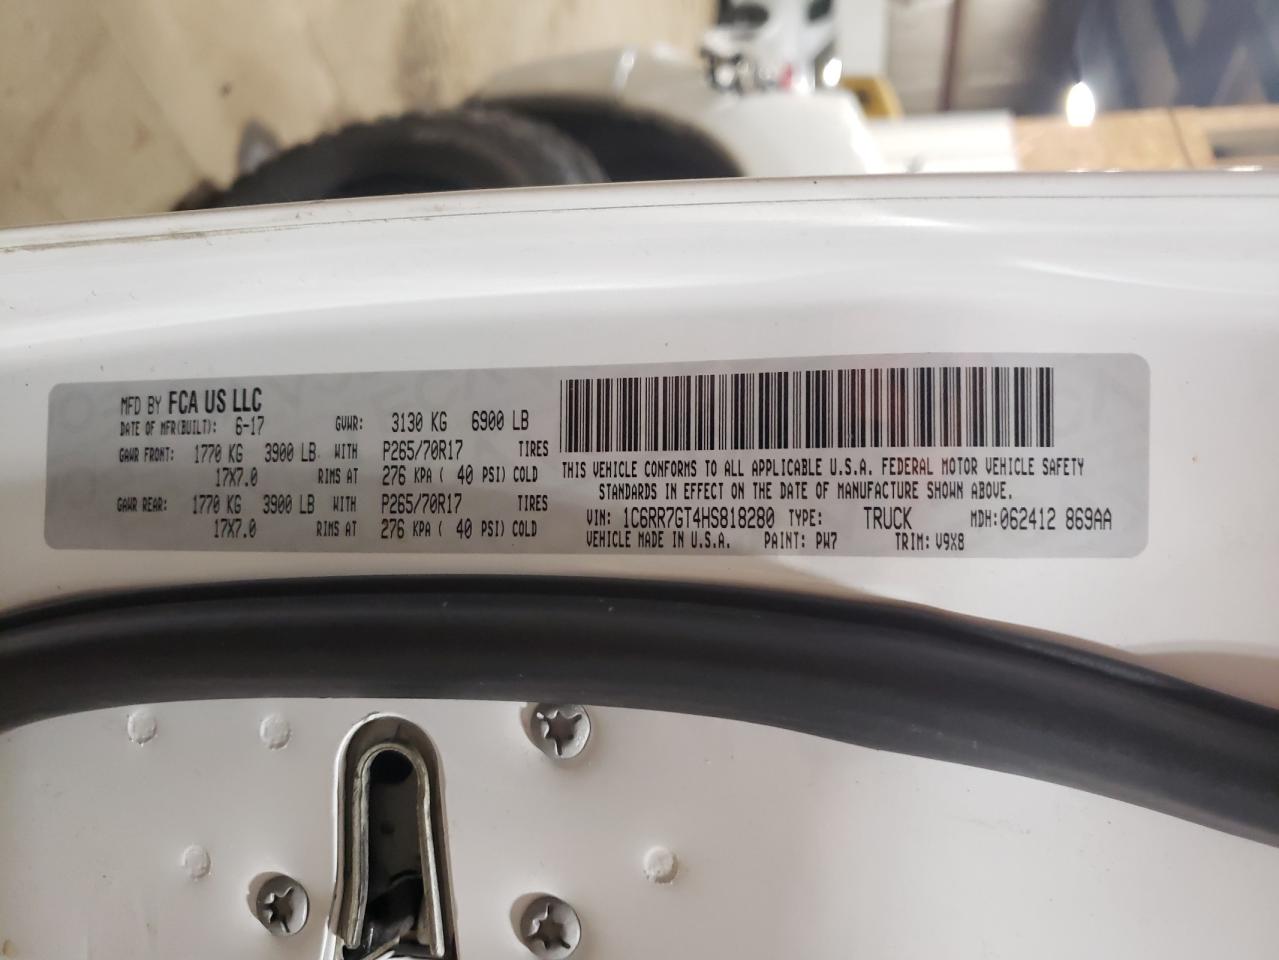 MFD BY FCA US LLC
DATE OF MFR(BUILT): 6-17 GVWR: 3130 KG 6900 LB
GAWR FRONT: 1770 KG 3900 LB WITH P265/70R17 TIRES
17X7.0 RIMS AT 276 KPA ( 40 PSI) COLD
GAWR REAR: 1770 KG 3900 LB WITH P265/70R17 TIRES
17X7.0 RIMS AT 276 KPA ( 40 PSI) COLD
THIS VEHICLE CONFORMS TO ALL APPLICABLE U.S.A. FEDERAL MOTOR VEHICLE SAFETY
STANDARDS IN EFFECT ON THE DATE OF MANUFACTURE SHOWN ABOVE.
VIN: 1C6RR7GT4HS818280 TYPE: TRUCK MDH:062412 869AA
VEHICLE MADE IN U.S.A. PAINT: PW7 TRIM: V9X8